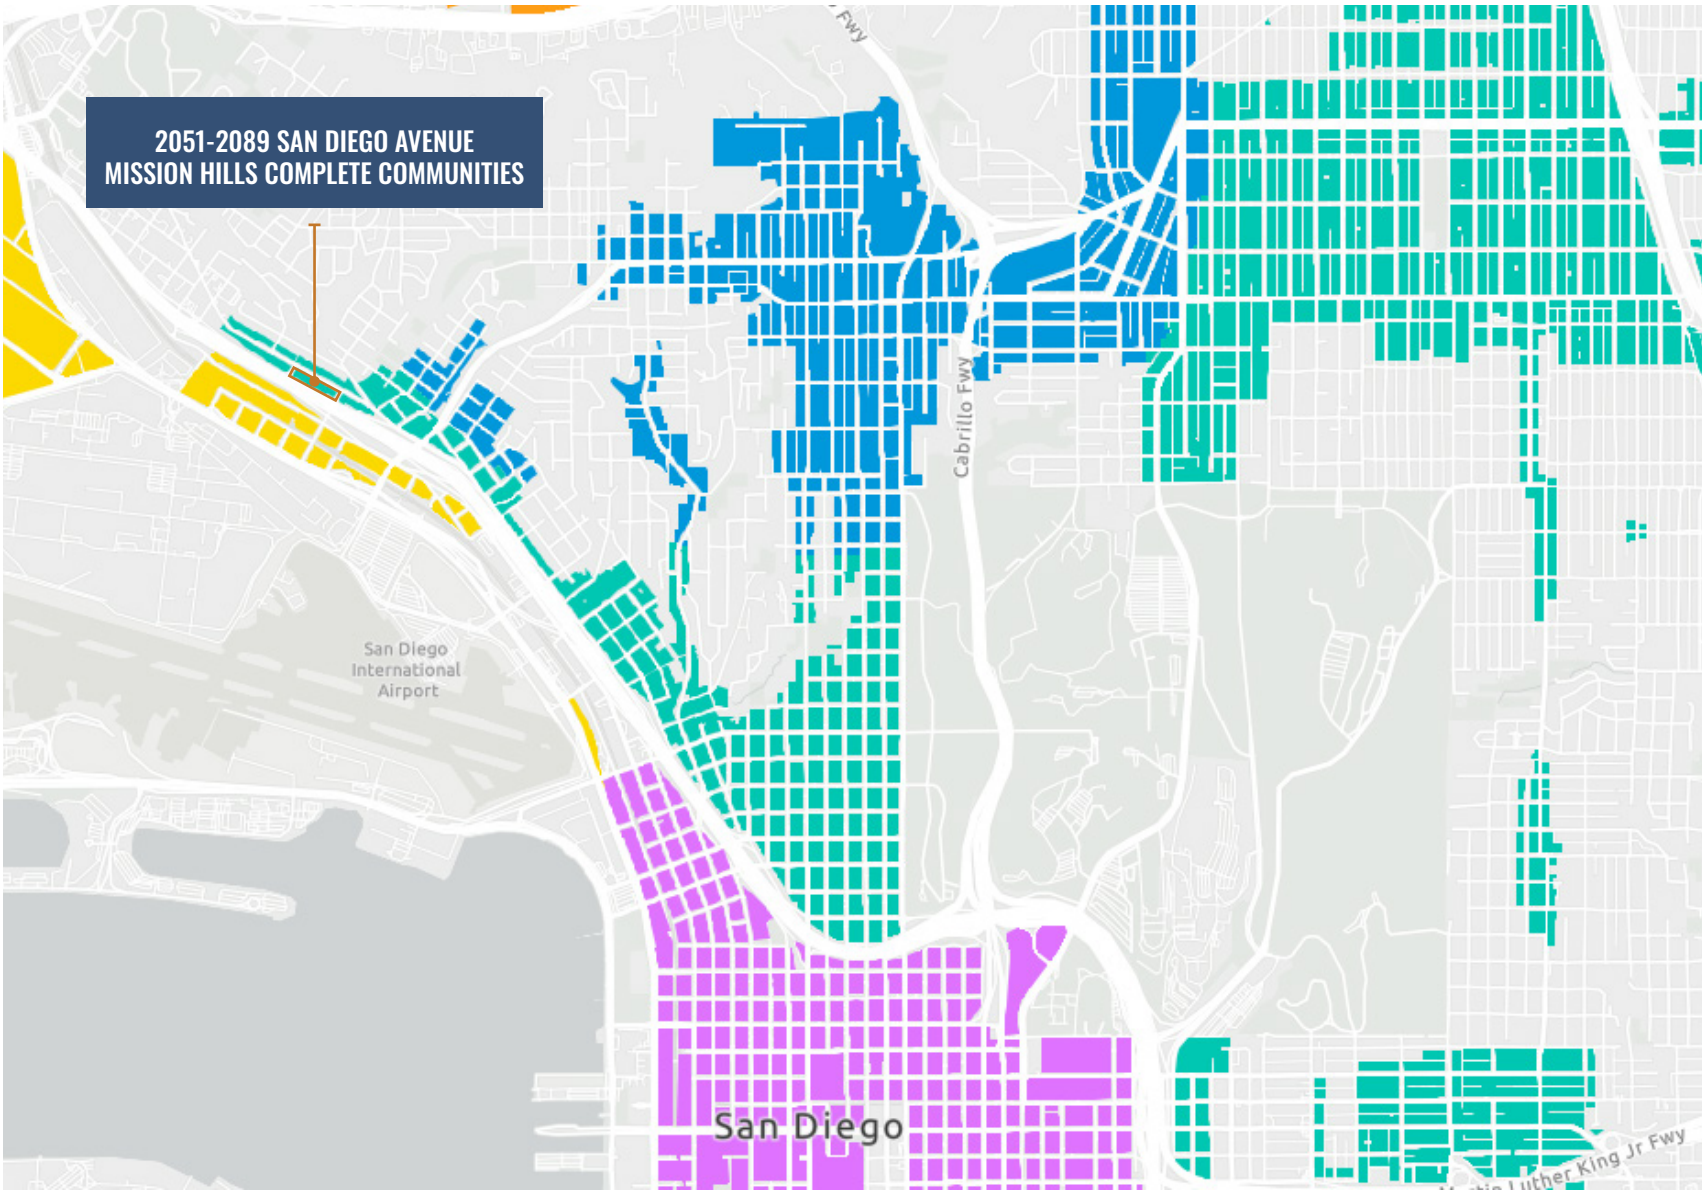 Fwy
2051-2089 SAN DIEGO AVENUE
MISSION HILLS COMPLETE COMMUNITIES
Cabrillo Fwy
San Diego
International
Airport
San Diego
Luther King Jr Fwy